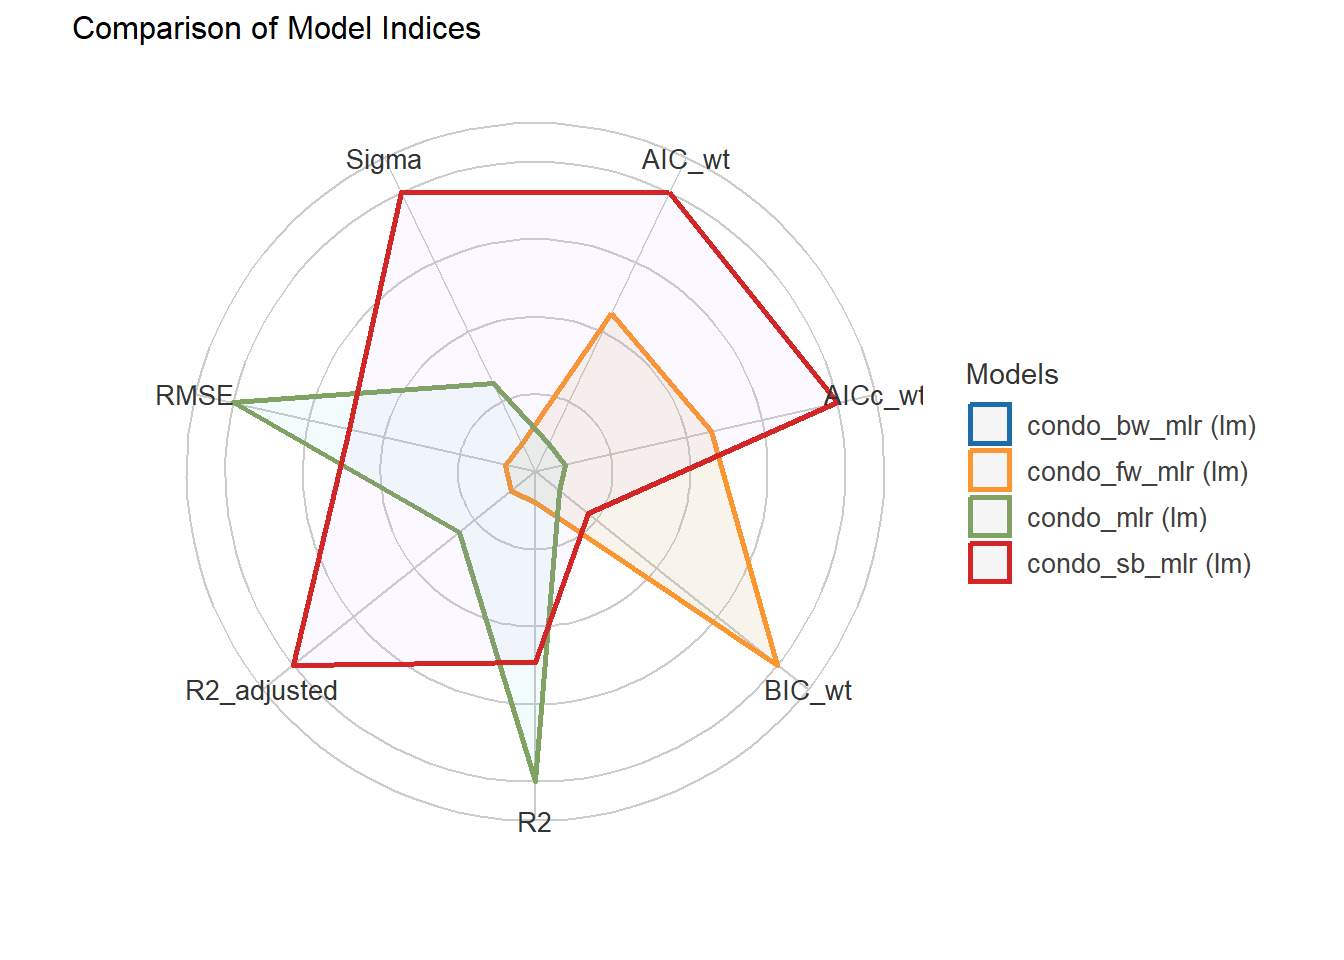 Comparison of Model Indices
Sigma
AIC_wt
RMSE
AICc_wt
R2_adjusted
BIC_wt
R2
Models
condo_bw_mlr (lm)
condo_fw_mlr (lm)
condo_mlr (lm)
condo_sb_mlr (lm)